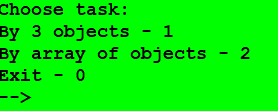 Choose task:
By 3 objects - 1
By array of objects - 2
Exit - 0
-->